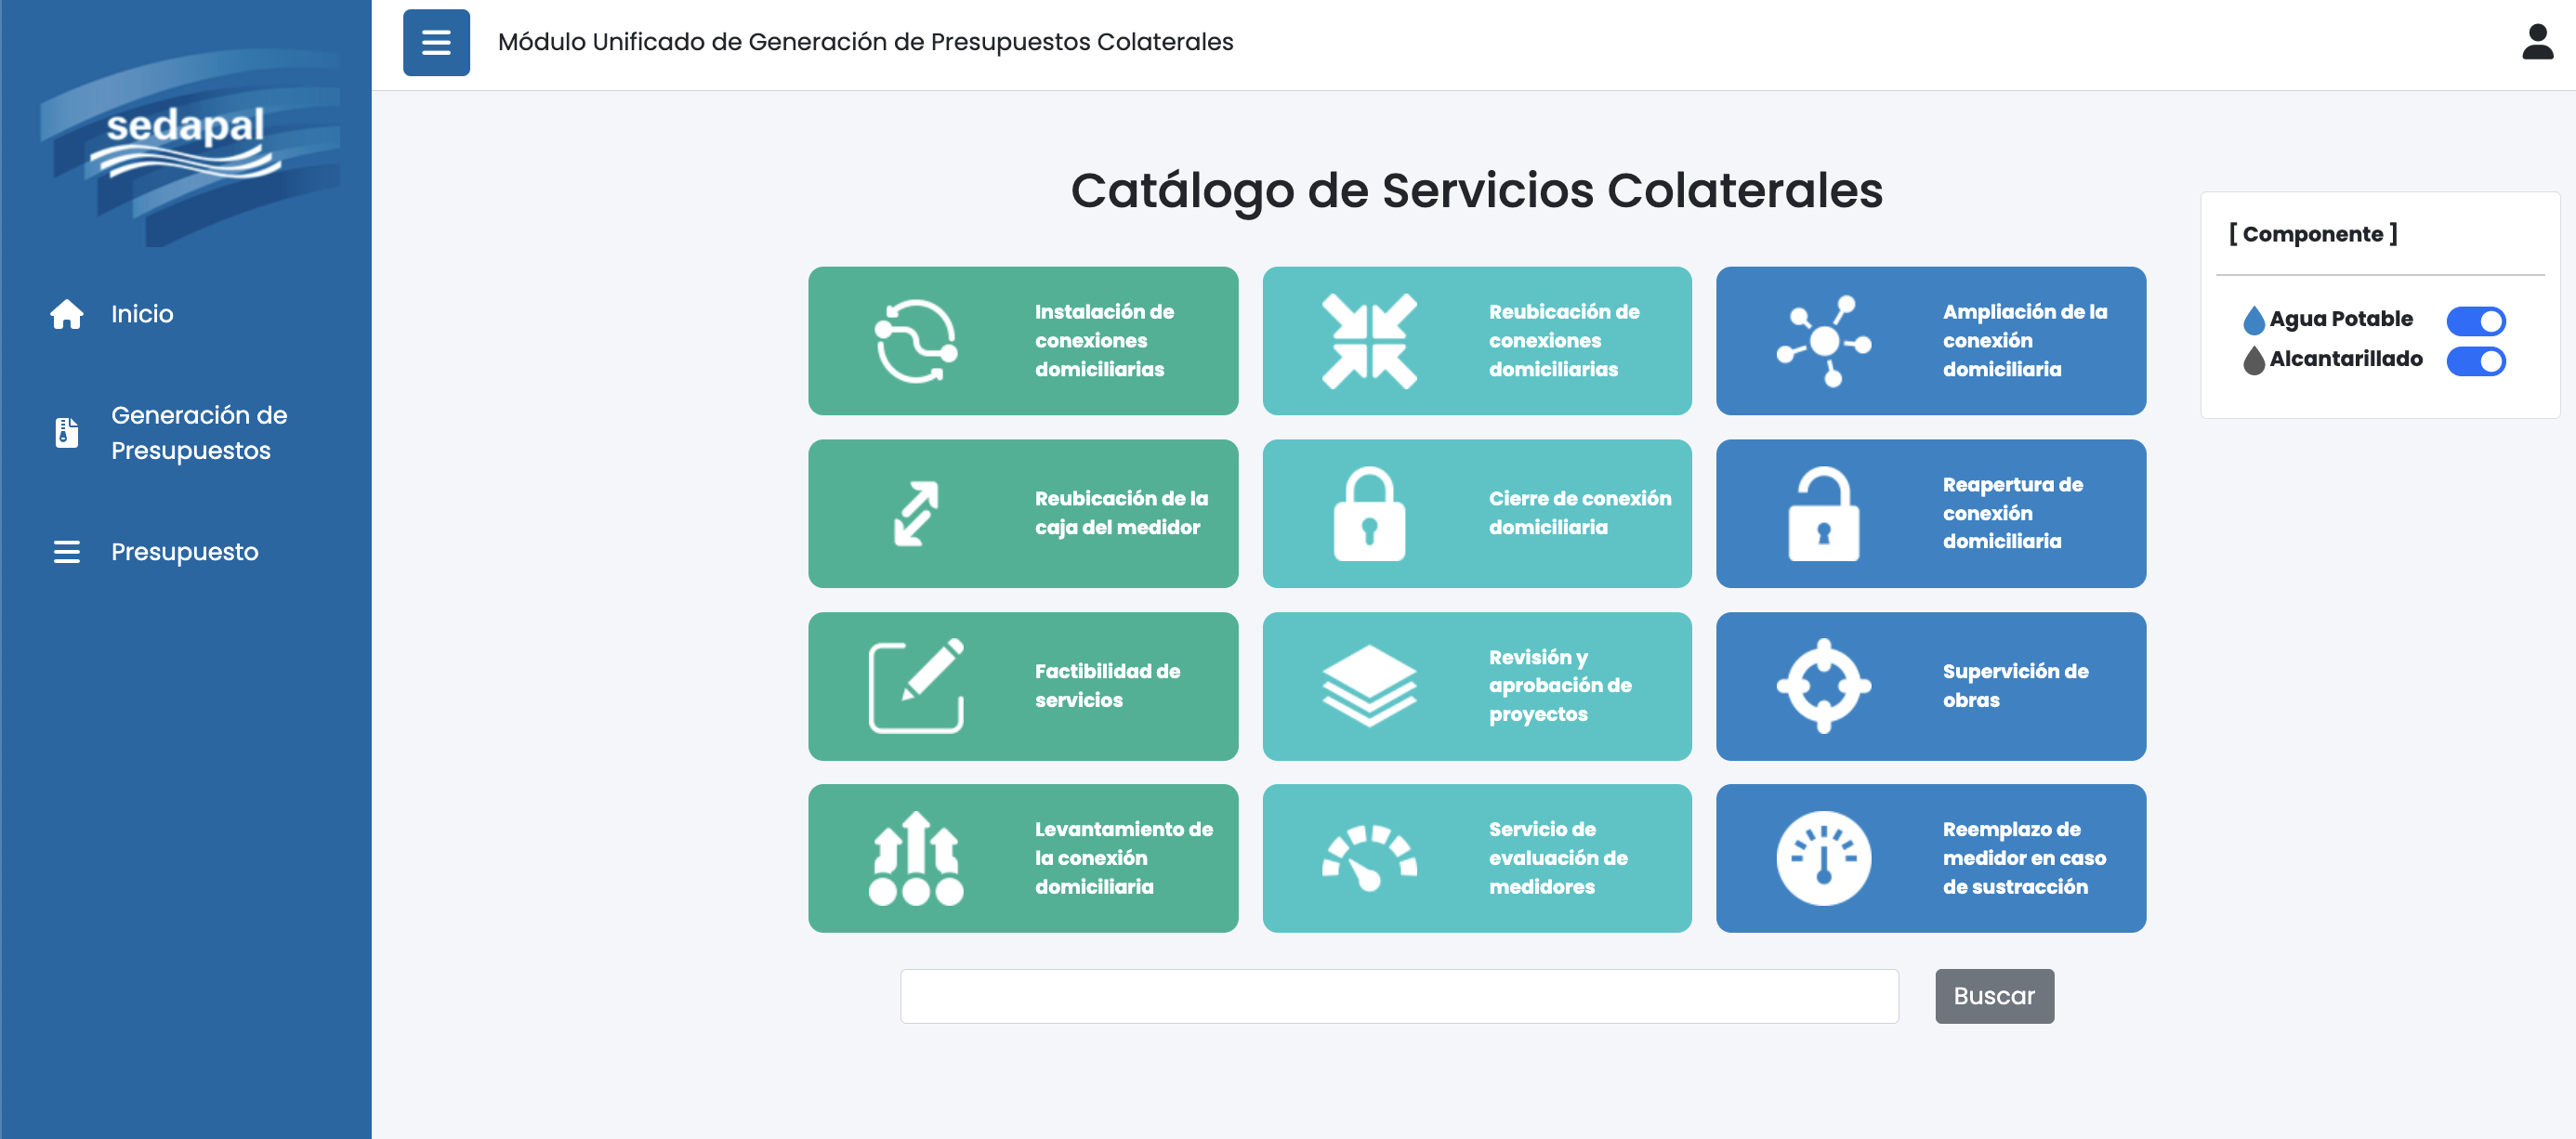 sedapal
Inicio
Generación de
Presupuestos
Presupuesto
Módulo Unificado de Generación de Presupuestos Colaterales
Catálogo de Servicios Colaterales
Instalación de
conexiones
domiciliarias
Reubicación de
conexiones
domiciliarias
Ampliación de la
conexión
domiciliaria
Reubicación de la
caja del medidor
Cierre de conexión
domiciliaria
Reapertura de
conexión
domiciliaria
Factibilidad de
servicios
Revisión y
aprobación de
proyectos
Supervición de
obras
Levantamiento de
la conexión
domiciliaria
Servicio de
evaluación de
medidores
Reemplazo de
medidor en caso
de sustracción
Buscar
[ Componente ]
Agua Potable
Alcantarillado